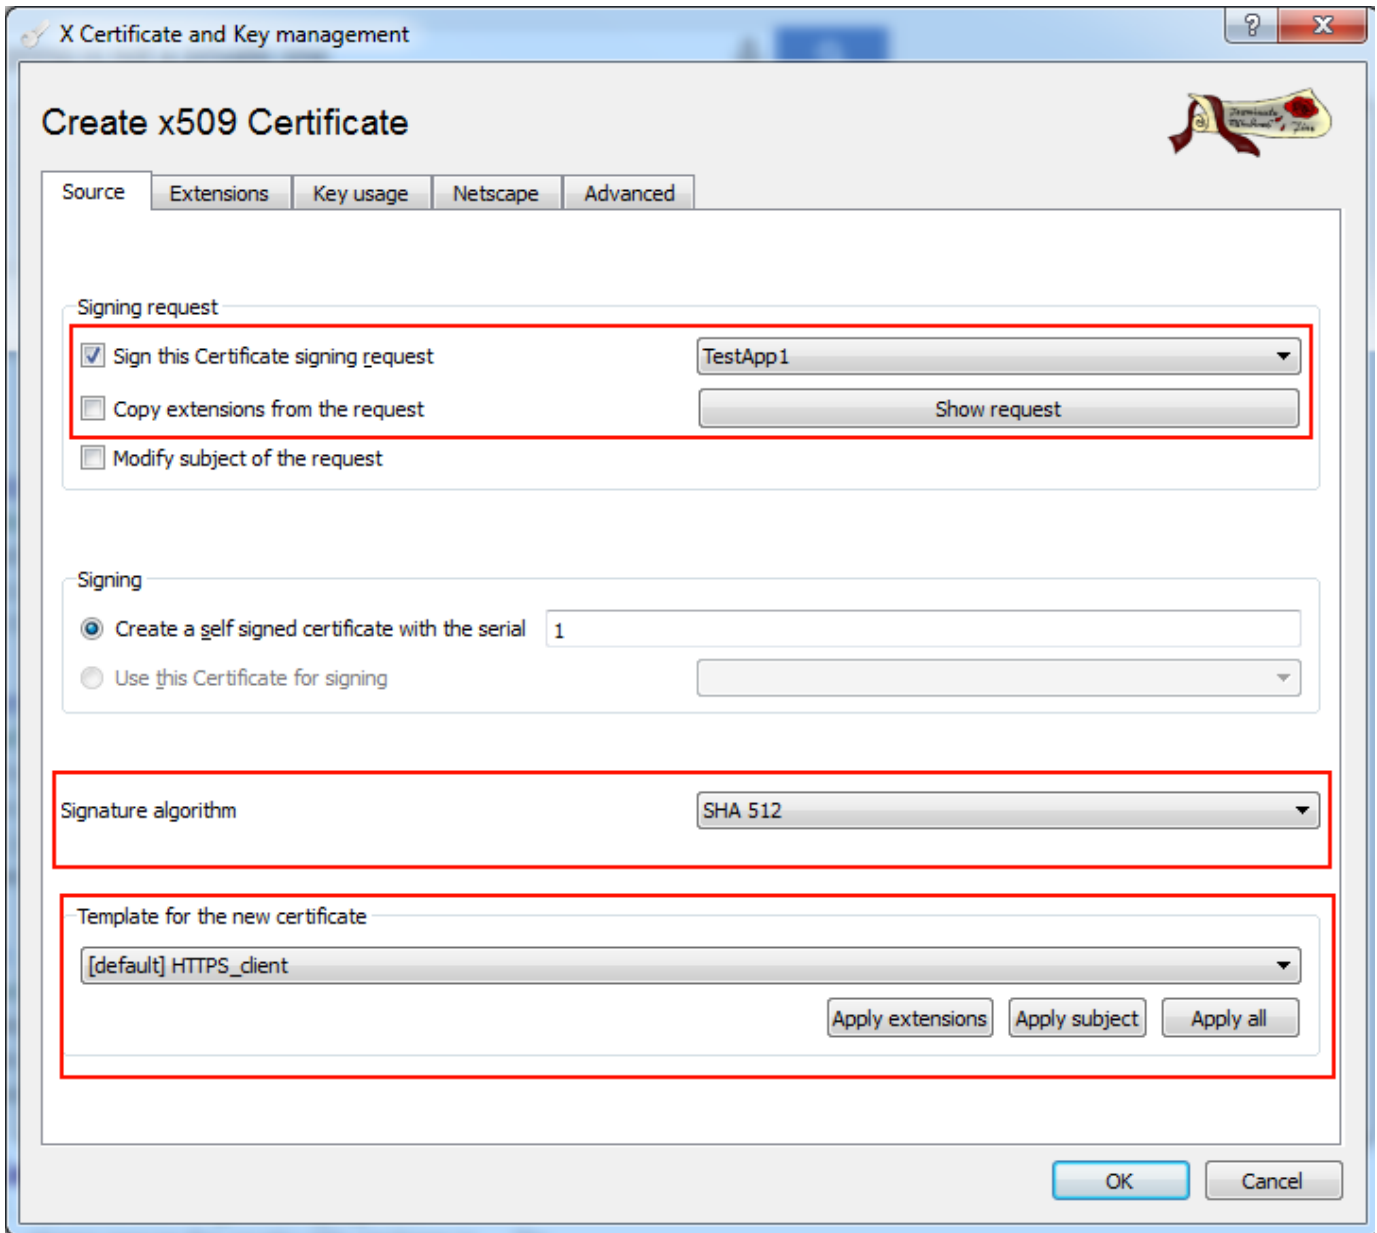 X Certificate and Key management
?
X
Create x509 Certificate
Source Extensions Key usage Netscape Advanced
Signing request
Sign this Certificate signing request TestApp1
Copy extensions from the request Show request
Modify subject of the request
Signing
Create a self signed certificate with the serial 1
Use this Certificate for signing
Signature algorithm SHA 512
Template for the new certificate
[default] HTTPS_client
Apply extensions Apply subject Apply all
OK Cancel